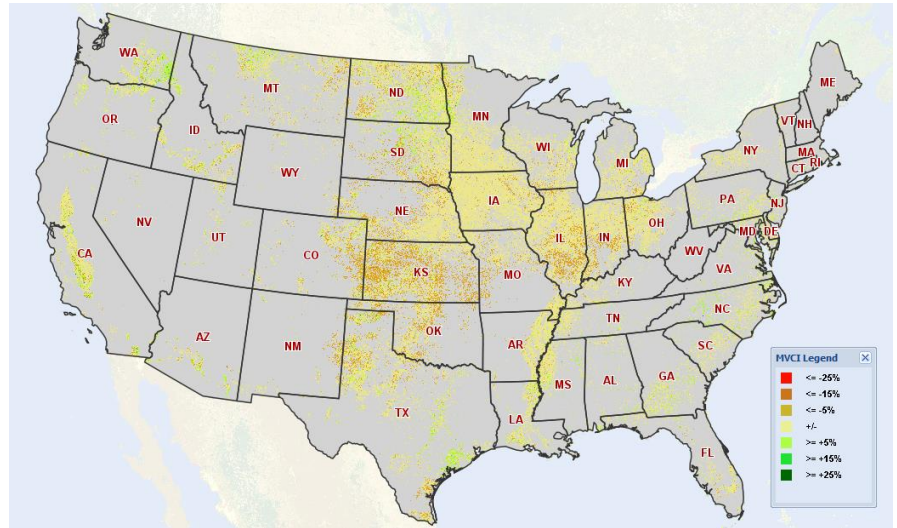 WA
MT
ND
MN
ME
OR
ID
SD
WI
MI
NY
VT
NH
MA
CT
RI
WY
IA
NE
PA
NJ
NV
UT
CO
IL
IN
OH
MD
DE
CA
KS
MO
WV
VA
KY
AZ
NM
OK
AR
TN
NC
SC
TX
LA
MS
AL
GA
FL
MVCI Legend
<= -25%
<= -15%
<= -5%
+/-
>= +5%
>= +15%
>= +25%